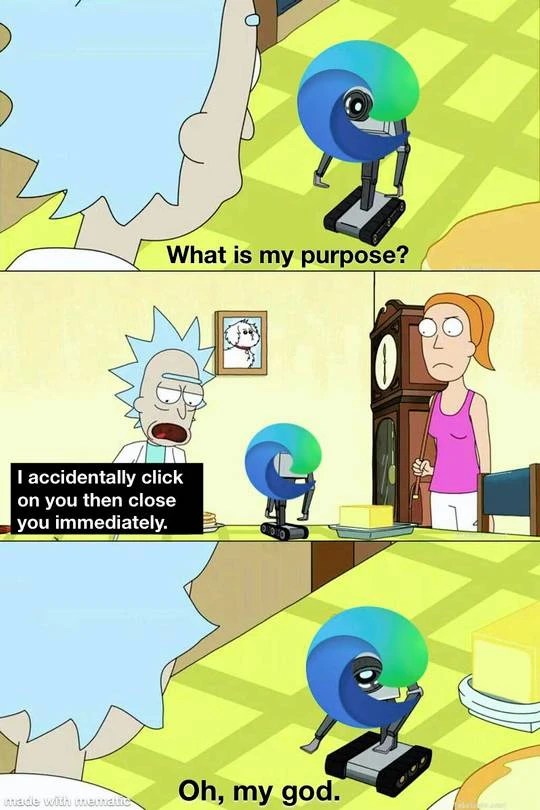 What is my purpose?
I accidentally click
on you then close
you immediately.
Oh, my god.
made with mematic